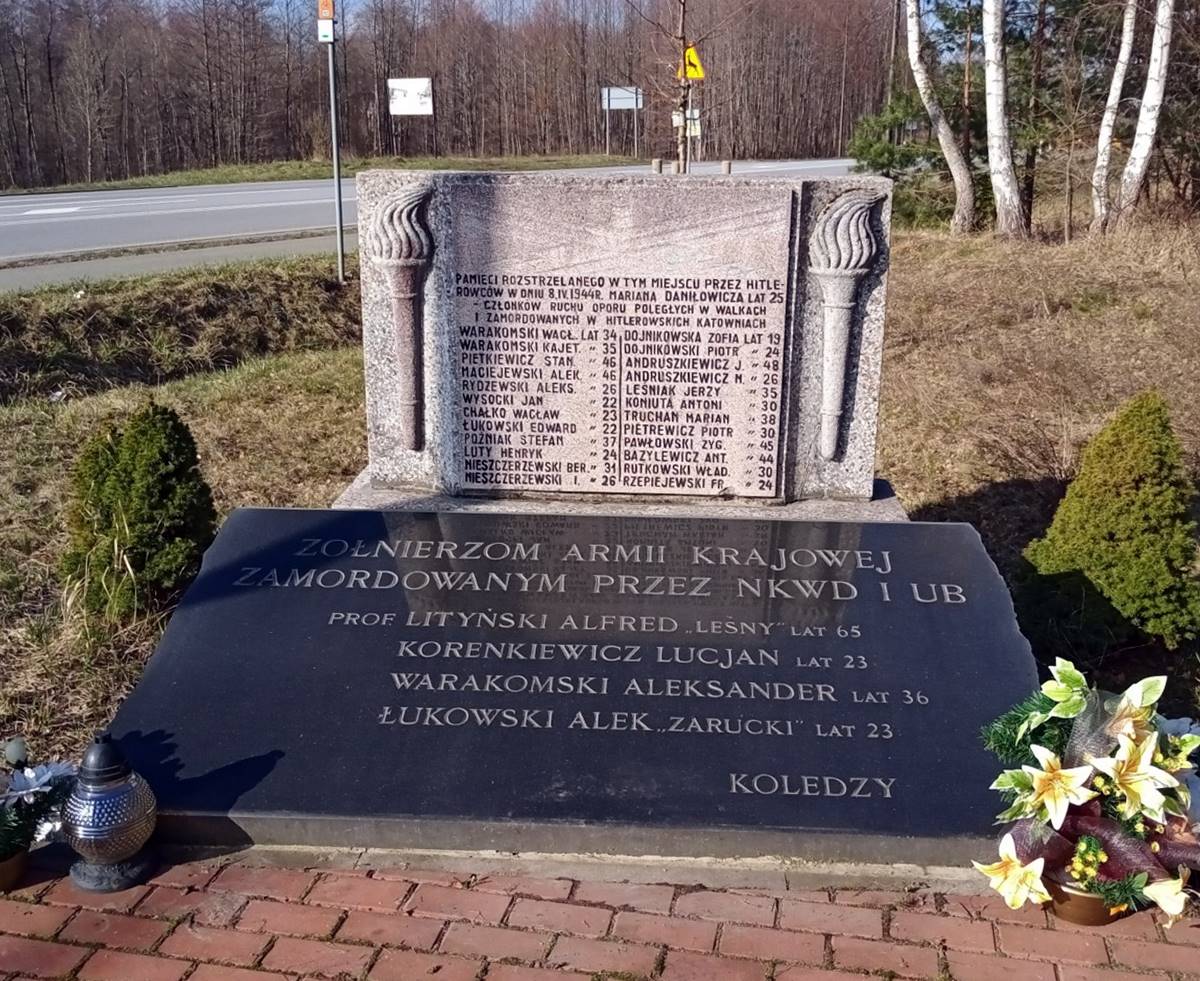 PAMIĘCI ROZSTRZELANEGO W TYM MIEJSCU PRZEZ HITLE-
ROWCÓW W DNIU 8.IV.1944R. MARIANA DANIŁOWICZA LAT 25
- CZŁONKÓW RUCHU OPORU POLEGŁYCH W WALKACH
I ZAMORDOWANYCH W HITLEROWSKICH KATOWNIACH
WARAKOMSKI WACŁ. LAT 34
WARAKOMSKI KAJET. „ 35
PIETKIEWICZ STAN. „ 46
MACIEJEWSKI ALEK. „ 46
RYDZEWSKI ALEKS. „ 26
WYSOCKI JAN „ 22
CHAŁKO WACŁAW „ 23
ŁUKOWSKI EDWARD „ 22
POŹNIAK STEFAN „ 37
LUTY HENRYK „ 24
NIESZCZERZEWSKI BER. „ 31
NIESZCZERZEWSKI I. „ 26
DOJNIKOWSKA ZOFIA LAT 19
DOJNIKOWSKI PIOTR „ 24
ANDRUSZKIEWICZ J. „ 48
ANDRUSZKIEWICZ M. „ 26
LEŚNIAK JERZY „ 35
KONIUTA ANTONI „ 30
TRUCHAN MARIAN „ 38
PIETREWICZ PIOTR „ 30
PAWŁOWSKI ZYG. „ 45
BAZYLEWICZ ANT. „ 44
RUTKOWSKI WŁAD. „ 30
RZEPIEJEWSKI FR. „ 24
ŻOŁNIERZOM ARMII KRAJOWEJ
ZAMORDOWANYM PRZEZ NKWD I UB
PROF LITYŃSKI ALFRED „LEŚNY" LAT 65
KORENKIEWICZ LUCJAN LAT 23
WARAKOMSKI ALEKSANDER LAT 36
ŁUKOWSKI ALEK „ZARUCKI" LAT 23
KOLEDZY